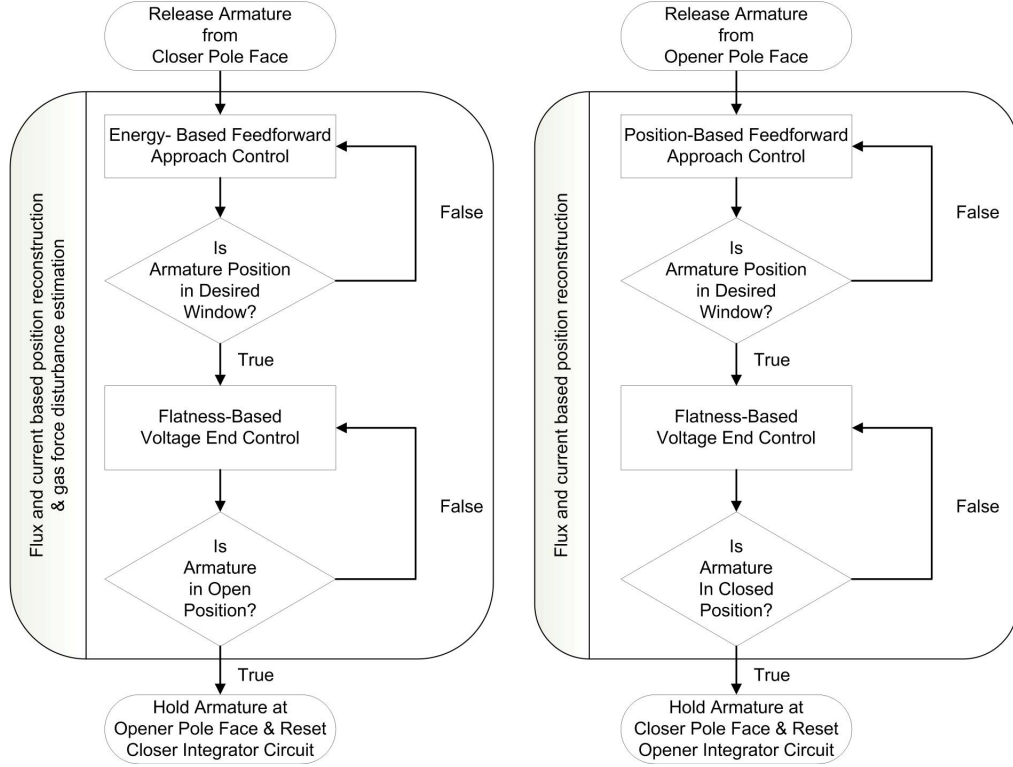 Release Armature
from
Closer Pole Face
Flux and current based position reconstruction
& gas force disturbance estimation
Energy- Based Feedforward
Approach Control
False
Is
Armature Position
in Desired
Window?
True
Flatness-Based
Voltage End Control
False
Is
Armature
in Open
Position?
True
Hold Armature at
Opener Pole Face & Reset
Closer Integrator Circuit
Release Armature
from
Opener Pole Face
Flux and current based position reconstruction
Position-Based Feedforward
Approach Control
False
Is
Armature Position
in Desired
Window?
True
Flatness-Based
Voltage End Control
False
Is
Armature
In Closed
Position?
True
Hold Armature at
Closer Pole Face & Reset
Opener Integrator Circuit